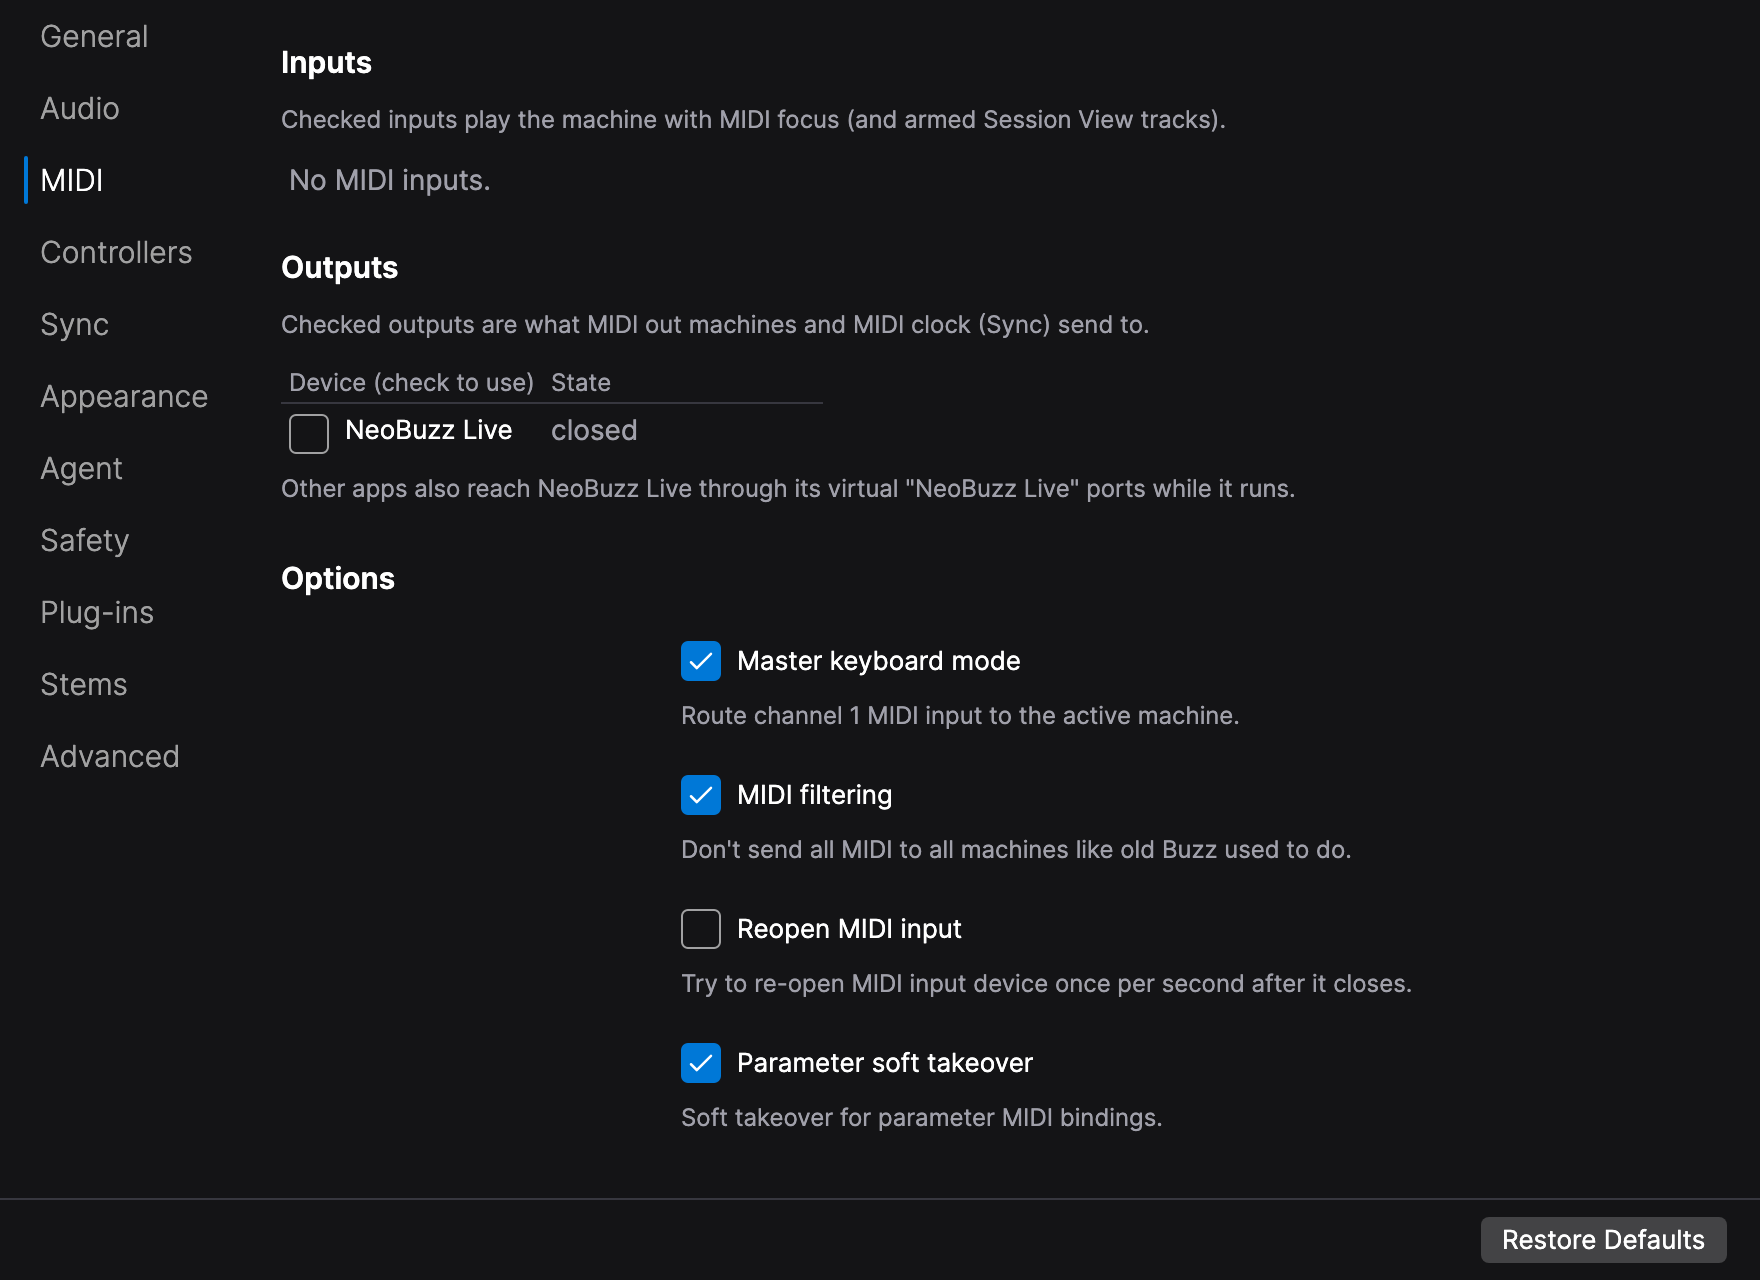 General
Audio
MIDI
Controllers
Sync
Appearance
Agent
Safety
Plug-ins
Stems
Advanced
Inputs
Checked inputs play the machine with MIDI focus (and armed Session View tracks).
No MIDI inputs.
Outputs
Checked outputs are what MIDI out machines and MIDI clock (Sync) send to.
Device (check to use) State
NeoBuzz Live closed
Other apps also reach NeoBuzz Live through its virtual "NeoBuzz Live" ports while it runs.
Options
Master keyboard mode
Route channel 1 MIDI input to the active machine.
MIDI filtering
Don't send all MIDI to all machines like old Buzz used to do.
Reopen MIDI input
Try to re-open MIDI input device once per second after it closes.
Parameter soft takeover
Soft takeover for parameter MIDI bindings.
Restore Defaults